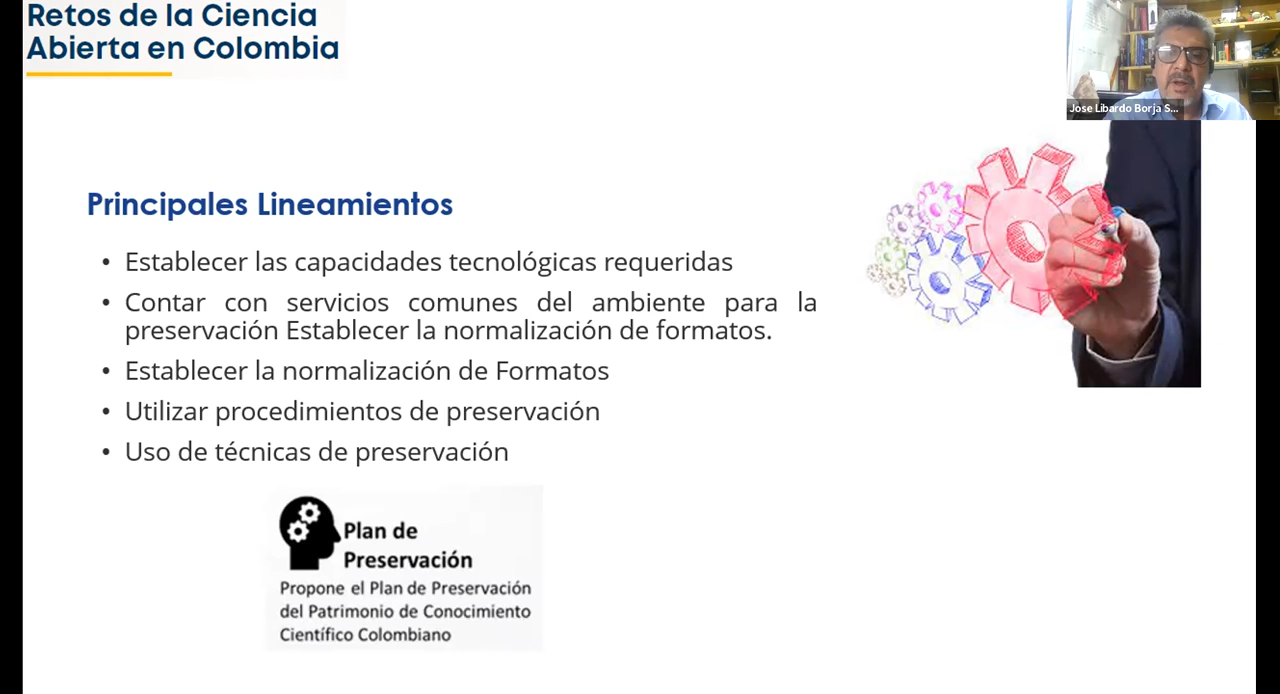 Retos de la Ciencia
Abierta en Colombia
Jose Libardo Borja S...
Principales Lineamientos
• Establecer las capacidades tecnológicas requeridas
• Contar con servicios comunes del ambiente para la
preservación Establecer la normalización de formatos.
• Establecer la normalización de Formatos
• Utilizar procedimientos de preservación
• Uso de técnicas de preservación
Plan de
Preservación
Propone el Plan de Preservación
del Patrimonio de Conocimiento
Científico Colombiano